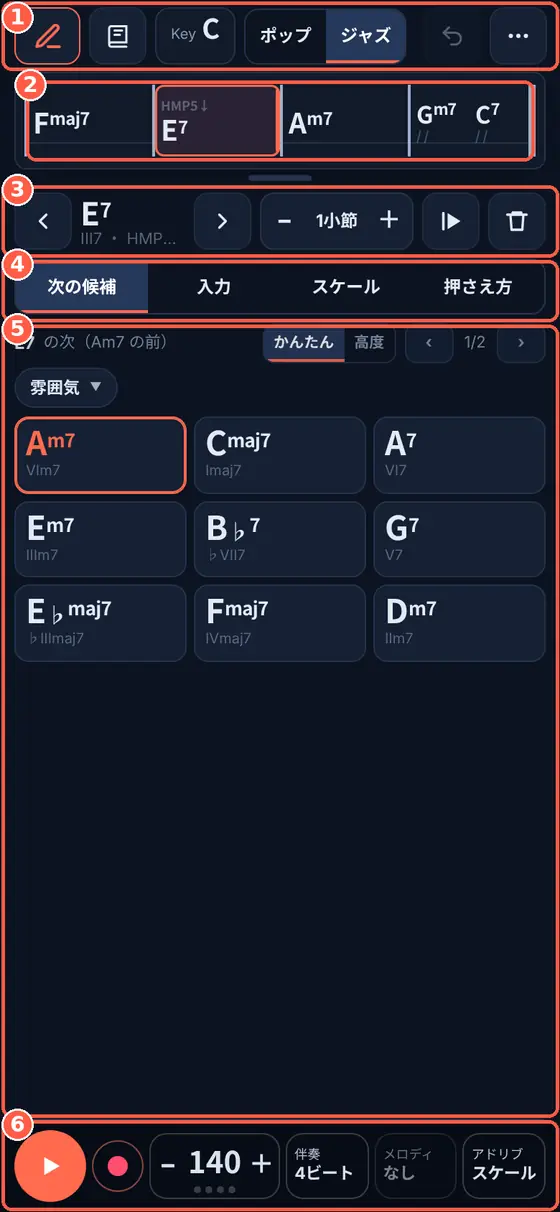 1
Key C
ポップ
ジャズ
2
Fmaj7
HMP5↓
E7
Am7
Gm7
C7
//
//
3
E7
III7 • HMP...
1小節
4
次の候補
入力
スケール
押さえ方
5
E7 の次（Am7 の前）
かんたん
高度
1/2
雰囲気 ▼
Am7
VIm7
Cmaj7
Imaj7
A7
VI7
Em7
IIIm7
B♭7
♭VII7
G7
V7
E♭maj7
♭IIImaj7
Fmaj7
IVmaj7
Dm7
IIm7
6
140
伴奏
4ビート
メロディ
なし
アドリブ
スケール